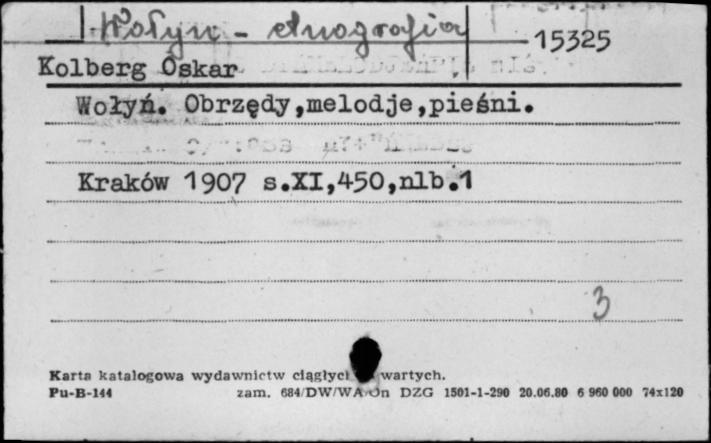 Wołyń - etnografia
15325
Kolberg Oskar
Wołyń. Obrzędy,melodje,pieśni.
Kraków 1907 s.XI,450,nlb.1
3
Karta katalogowa wydawnictw ciągłych wartych.
Pu-B-144 zam. 684/DW/WA-On DZG 1501-1-290 20.06.80 6 960 000 74x120